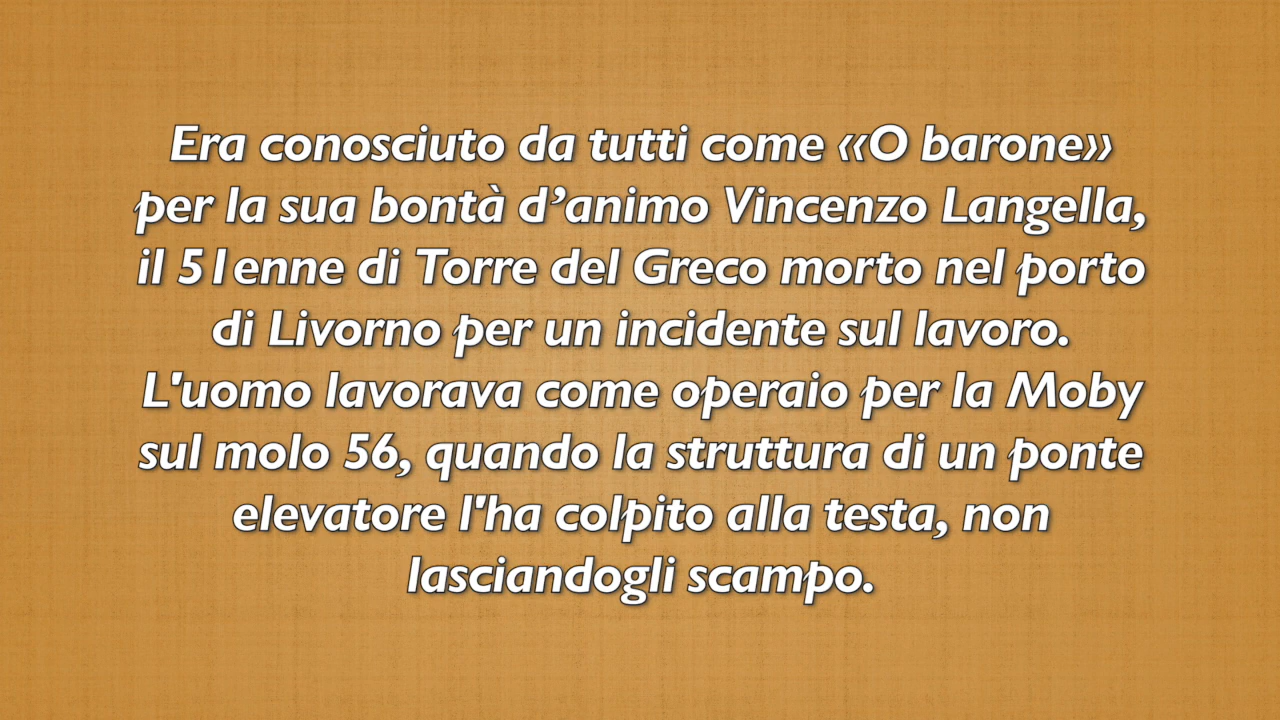 Era conosciuto da tutti come «O barone»
per la sua bontà d’animo Vincenzo Langella,
il 51enne di Torre del Greco morto nel porto
di Livorno per un incidente sul lavoro.
L'uomo lavorava come operaio per la Moby
sul molo 56, quando la struttura di un ponte
elevatore l'ha colpito alla testa, non
lasciandogli scampo.